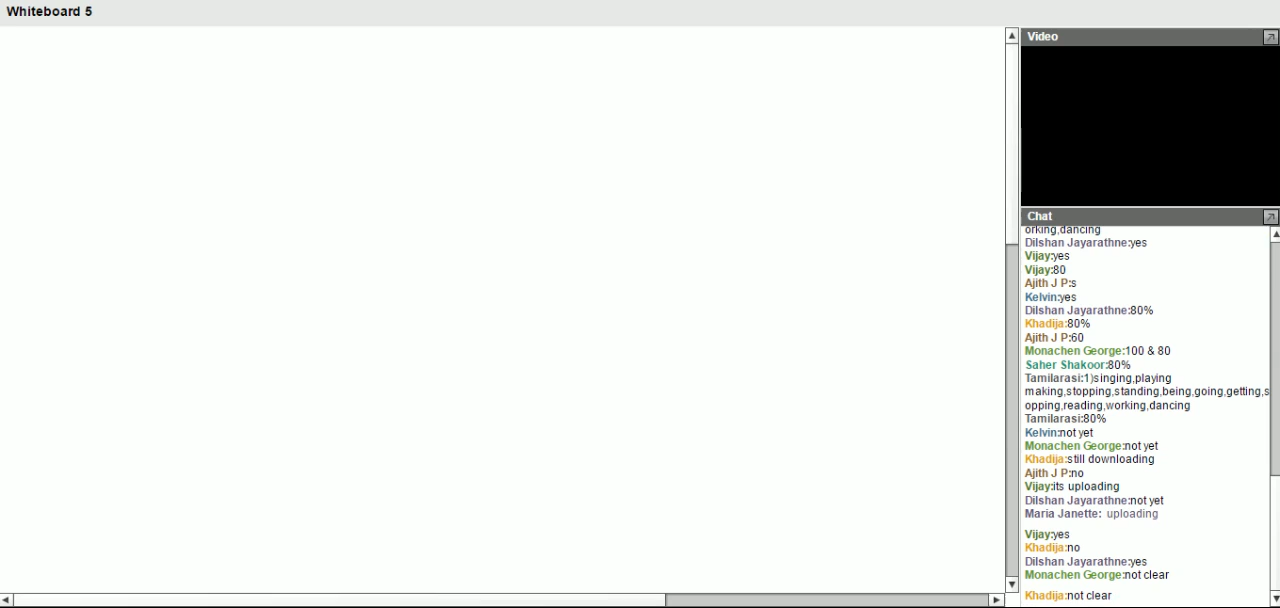 Whiteboard 5
Video
Chat
orking,dancing
Dilshan Jayarathne:yes
Vijay:yes
Vijay:80
Ajith J P:s
Kelvin:yes
Dilshan Jayarathne:80%
Khadija:80%
Ajith J P:60
Monachen George:100 & 80
Saher Shakoor:80%
Tamilarasi:1)singing,playing
making,stopping,standing,being,going,getting,s
opping,reading,working,dancing
Tamilarasi:80%
Kelvin:not yet
Monachen George:not yet
Khadija:still downloading
Ajith J P:no
Vijay:its uploading
Dilshan Jayarathne:not yet
Maria Janette: uploading
Vijay:yes
Khadija:no
Dilshan Jayarathne:yes
Monachen George:not clear
Khadija:not clear